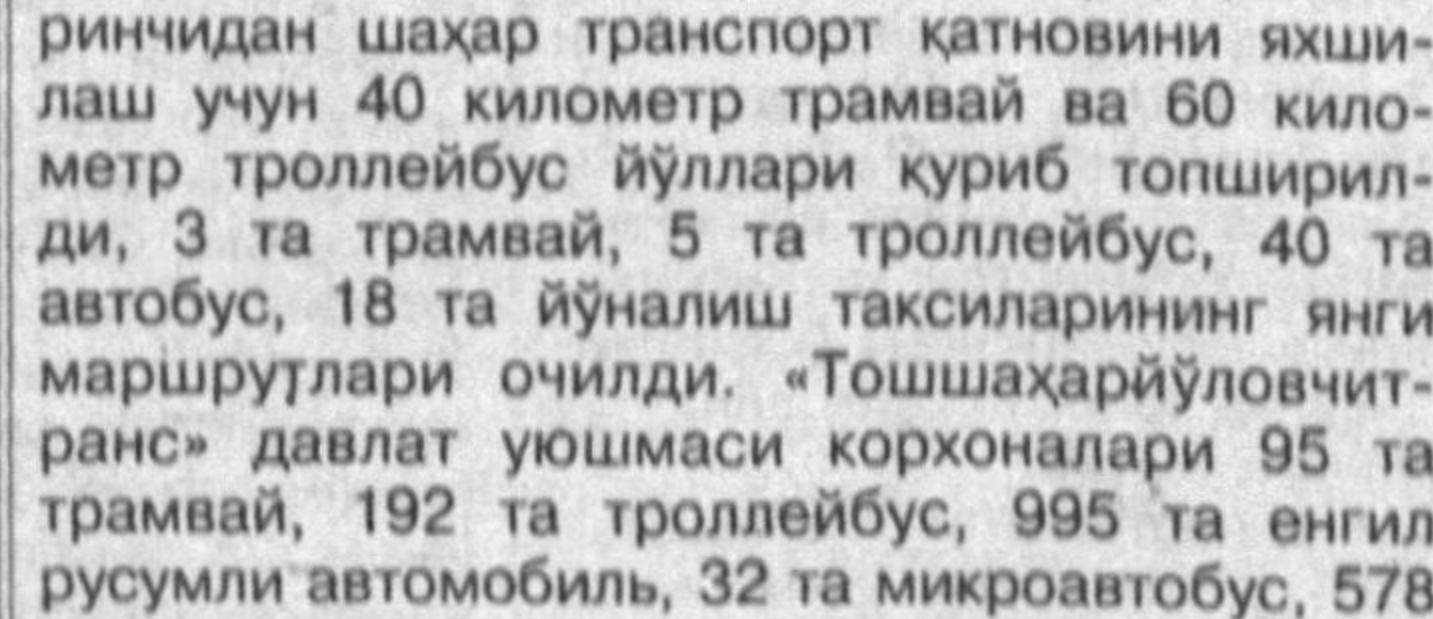 ринчидан шаҳар транспорт қатновини яхши-
лаш учун 40 километр трамвай ва 60 кило-
метр троллейбус йўллари қуриб топширил-
ди, 3 та трамвай, 5 та троллейбус, 40 та
автобус, 18 та йўналиш таксиларининг янги
маршрутлари очилди. «Тошшаҳарйўловчит-
ранс» давлат уюшмаси корхоналари 95 та
трамвай, 192 та троллейбус, 995 та енгил
русумли автомобиль, 32 та микроавтобус, 578